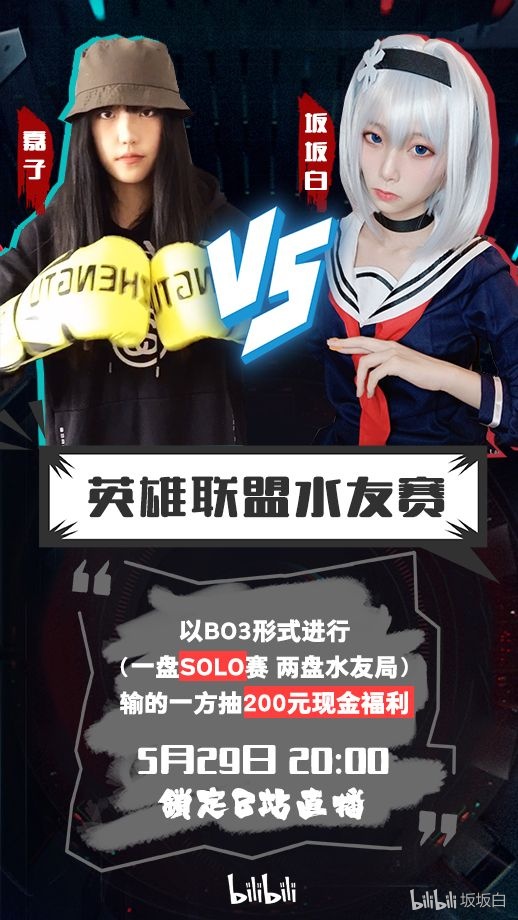 嘉子
坂坂白
VS
ZHENGTU
英雄联盟水友赛
以BO3形式进行
(一盘SOLO赛 两盘水友局)
输的一方抽200元现金福利
5月29日 20:00
鎖定B站直播
bilibili
bilibili 坂坂白